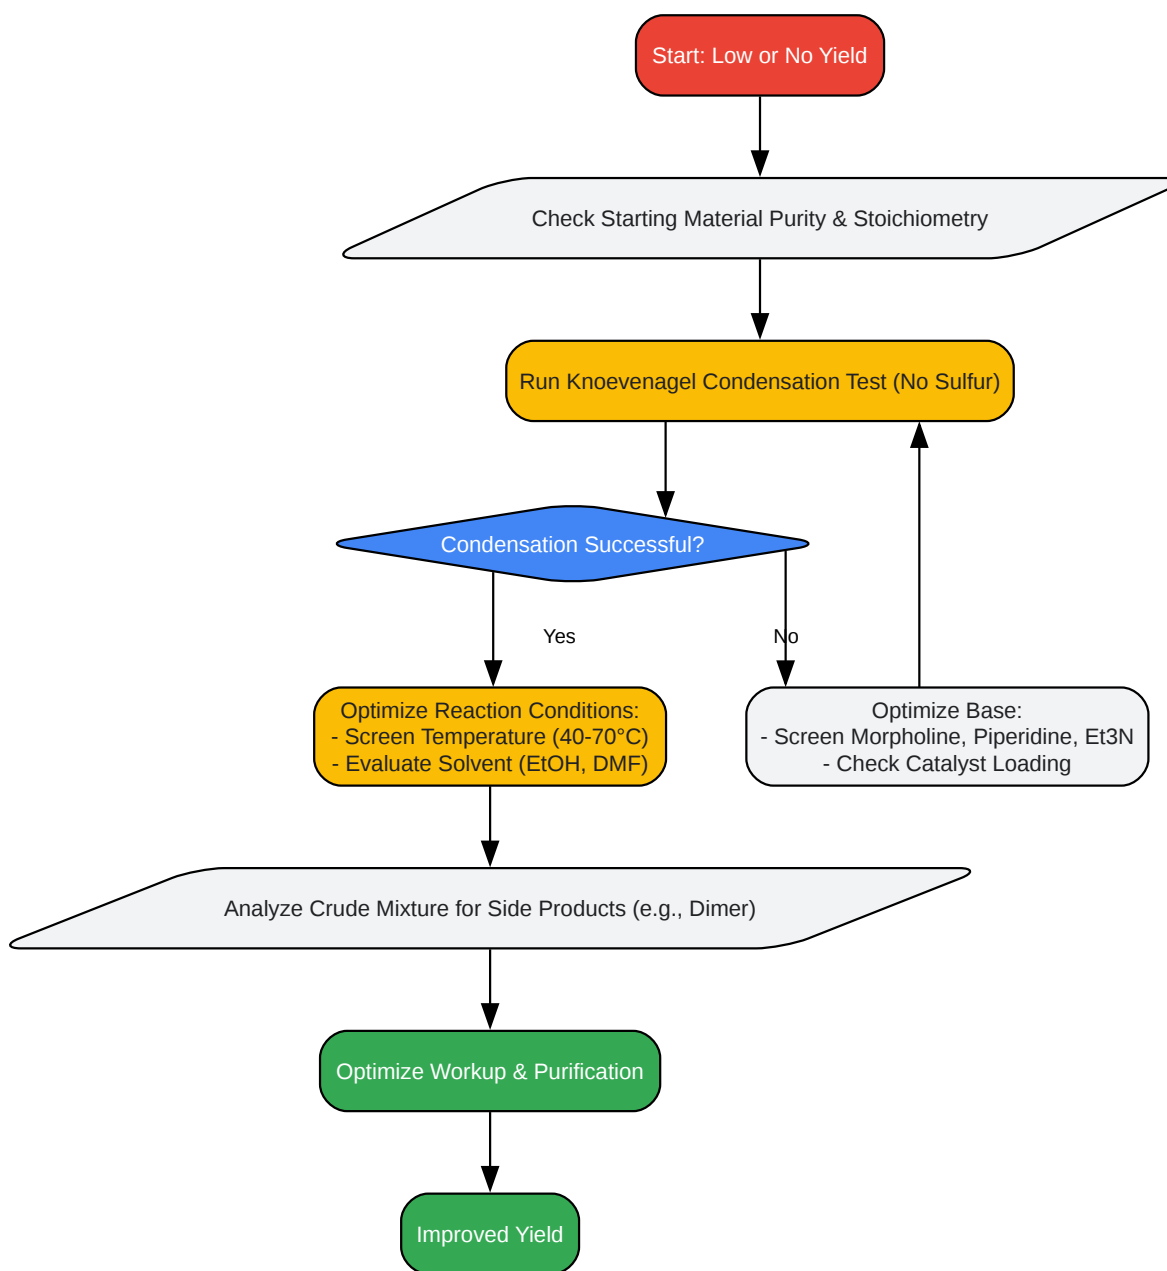 Start: Low or No Yield
Check Starting Material Purity & Stoichiometry
Run Knoevenagel Condensation Test (No Sulfur)
Condensation Successful?
Yes
No
Optimize Reaction Conditions:
- Screen Temperature (40-70°C)
- Evaluate Solvent (EtOH, DMF)
Optimize Base:
- Screen Morpholine, Piperidine, Et3N
- Check Catalyst Loading
Analyze Crude Mixture for Side Products (e.g., Dimer)
Optimize Workup & Purification
Improved Yield